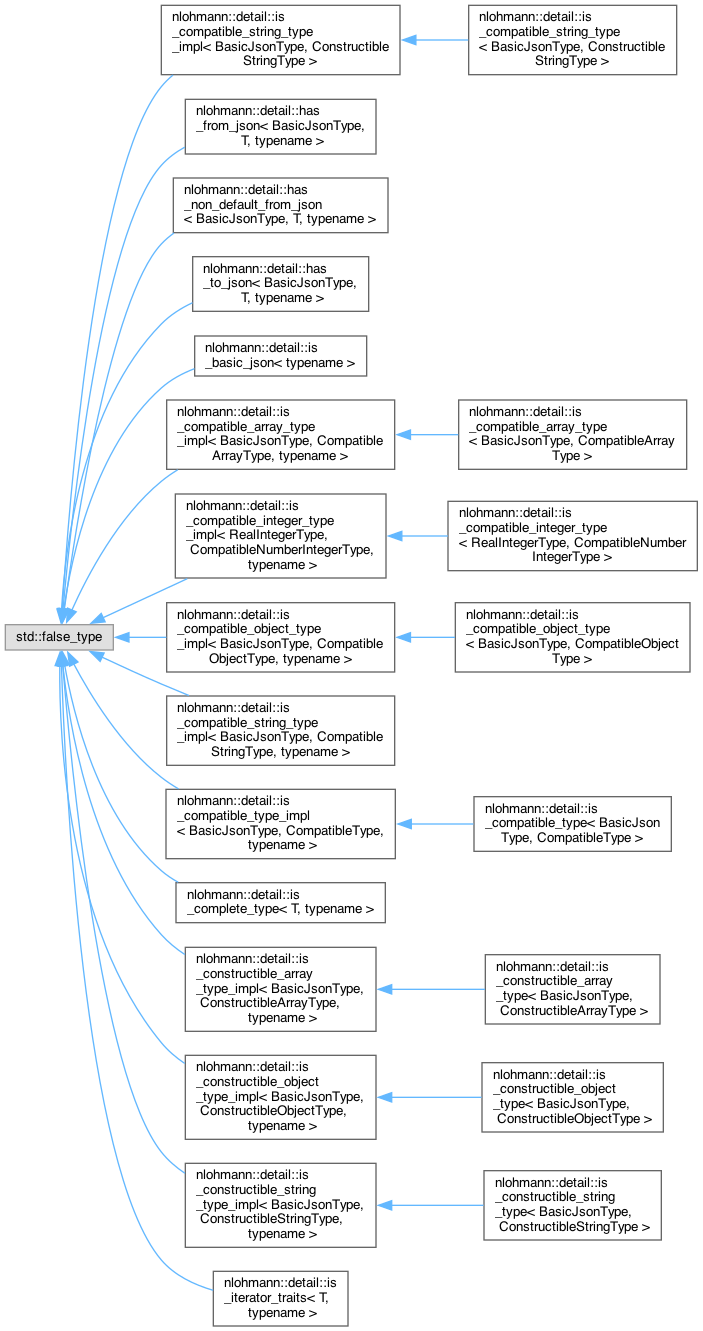 nlohmann::detail::is
_compatible_string_type
_impl< BasicJsonType, Constructible
StringType >
nlohmann::detail::is
_compatible_string_type
< BasicJsonType, Constructible
StringType >
nlohmann::detail::has
_from_json< BasicJsonType,
T, typename >
nlohmann::detail::has
_non_default_from_json
< BasicJsonType, T, typename >
nlohmann::detail::has
_to_json< BasicJsonType,
T, typename >
nlohmann::detail::is
_basic_json< typename >
nlohmann::detail::is
_compatible_array_type
_impl< BasicJsonType, Compatible
ArrayType, typename >
nlohmann::detail::is
_compatible_array_type
< BasicJsonType, CompatibleArray
Type >
nlohmann::detail::is
_compatible_integer_type
_impl< RealIntegerType,
CompatibleNumberIntegerType,
typename >
nlohmann::detail::is
_compatible_integer_type
< RealIntegerType, CompatibleNumber
IntegerType >
std::false_type
nlohmann::detail::is
_compatible_object_type
_impl< BasicJsonType, Compatible
ObjectType, typename >
nlohmann::detail::is
_compatible_object_type
< BasicJsonType, CompatibleObject
Type >
nlohmann::detail::is
_compatible_string_type
_impl< BasicJsonType, Compatible
StringType, typename >
nlohmann::detail::is
_compatible_type_impl
< BasicJsonType, CompatibleType,
typename >
nlohmann::detail::is
_compatible_type< BasicJson
Type, CompatibleType >
nlohmann::detail::is
_complete_type< T, typename >
nlohmann::detail::is
_constructible_array
_type_impl< BasicJsonType,
ConstructibleArrayType,
typename >
nlohmann::detail::is
_constructible_array
_type< BasicJsonType,
ConstructibleArrayType >
nlohmann::detail::is
_constructible_object
_type_impl< BasicJsonType,
ConstructibleObjectType,
typename >
nlohmann::detail::is
_constructible_object
_type< BasicJsonType,
ConstructibleObjectType >
nlohmann::detail::is
_constructible_string
_type_impl< BasicJsonType,
ConstructibleStringType,
typename >
nlohmann::detail::is
_constructible_string
_type< BasicJsonType,
ConstructibleStringType >
nlohmann::detail::is
_iterator_traits< T,
typename >